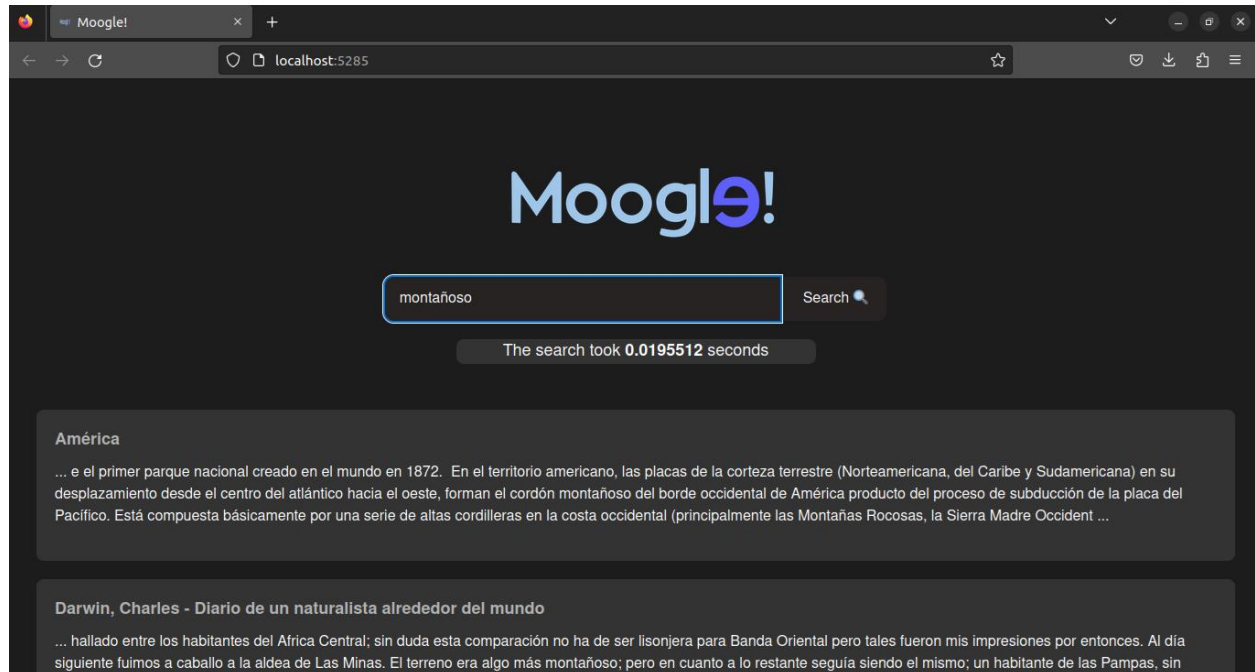 Moogle!
localhost:5285
Moogle!
montañoso
Search
The search took 0.0195512 seconds
América
... e el primer parque nacional creado en el mundo en 1872. En el territorio americano, las placas de la corteza terrestre (Norteamericana, del Caribe y Sudamericana) en su
desplazamiento desde el centro del atlántico hacia el oeste, forman el cordón montañoso del borde occidental de América producto del proceso de subducción de la placa del
Pacífico. Está compuesta básicamente por una serie de altas cordilleras en la costa occidental (principalmente las Montañas Rocosas, la Sierra Madre Occident ...
Darwin, Charles - Diario de un naturalista alrededor del mundo
... hallado entre los habitantes del Africa Central; sin duda esta comparación no ha de ser lisonjera para Banda Oriental pero tales fueron mis impresiones por entonces. Al día
siguiente fuimos a caballo a la aldea de Las Minas. El terreno era algo más montañoso; pero en cuanto a lo restante seguía siendo el mismo; un habitante de las Pampas, sin